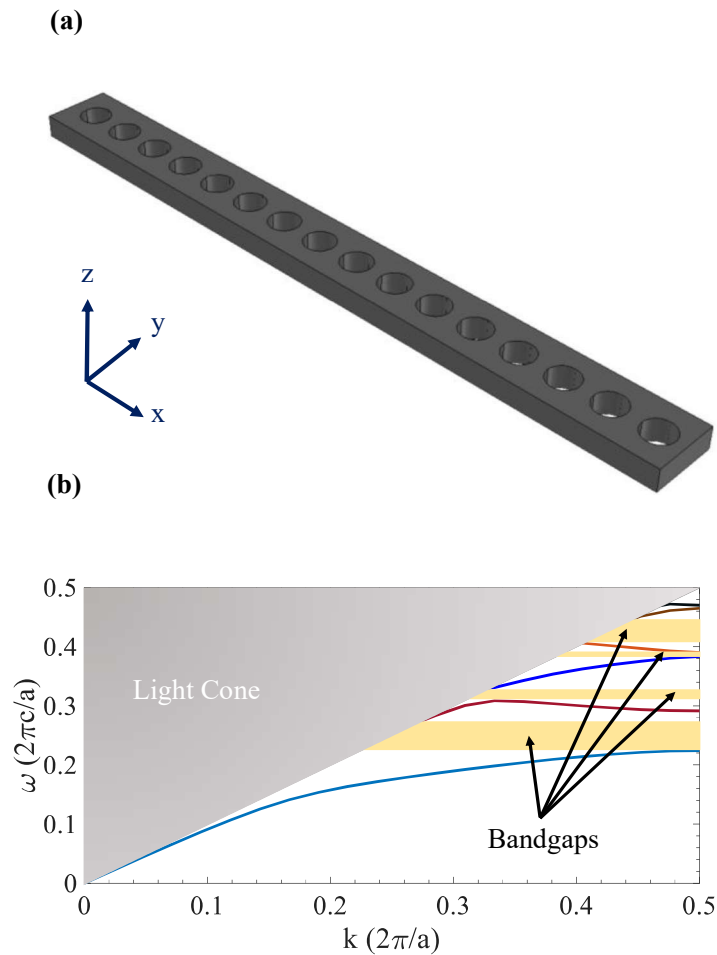 (a)
z
y
x
(b)
0.5
0.4
0.3
0.2
0.1
0
ω (2πc/a)
Light Cone
Bandgaps
0
0.1
0.2
0.3
0.4
0.5
k (2π/a)